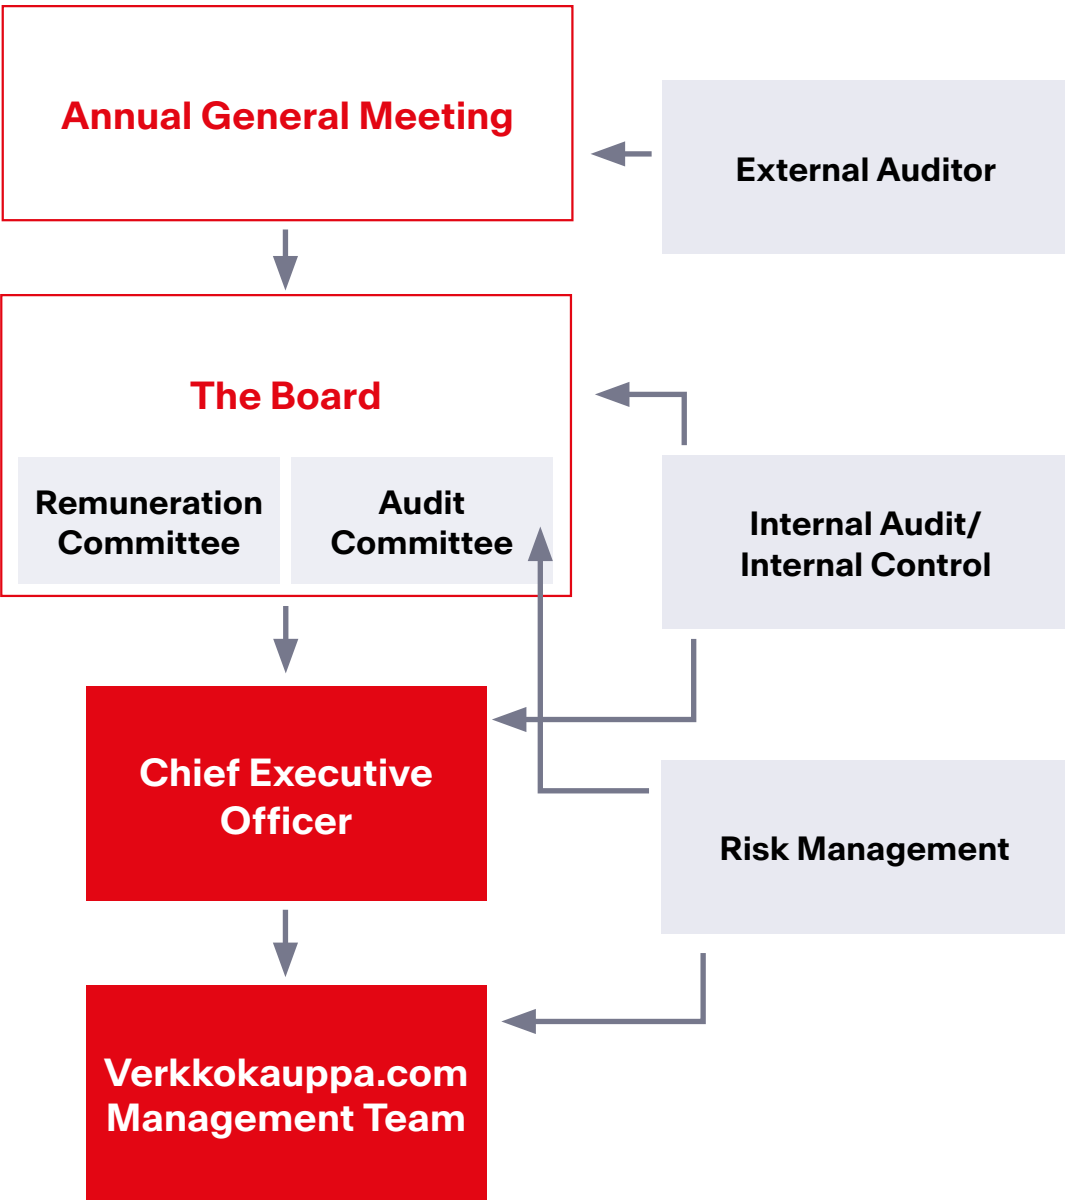 Annual General Meeting
External Auditor
The Board
Remuneration
Committee
Audit
Committee
Internal Audit/
Internal Control
Chief Executive
Officer
Risk Management
Verkkokauppa.com
Management Team